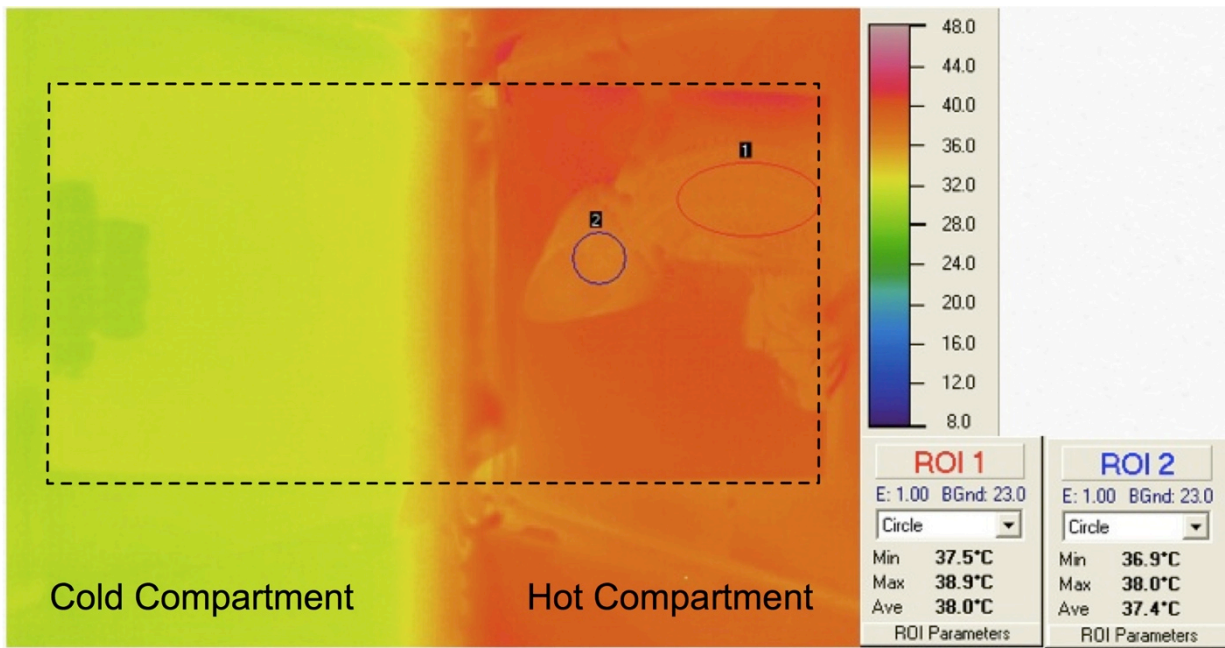 48.0
44.0
40.0
36.0
32.0
28.0
24.0
20.0
16.0
12.0
8.0
1
2
Cold Compartment
Hot Compartment
ROI 1
E: 1.00 BGnd: 23.0
Circle
Min 37.5°C
Max 38.9°C
Ave 38.0°C
ROI Parameters
ROI 2
E: 1.00 BGnd: 23.0
Circle
Min 36.9°C
Max 38.0°C
Ave 37.4°C
ROI Parameters